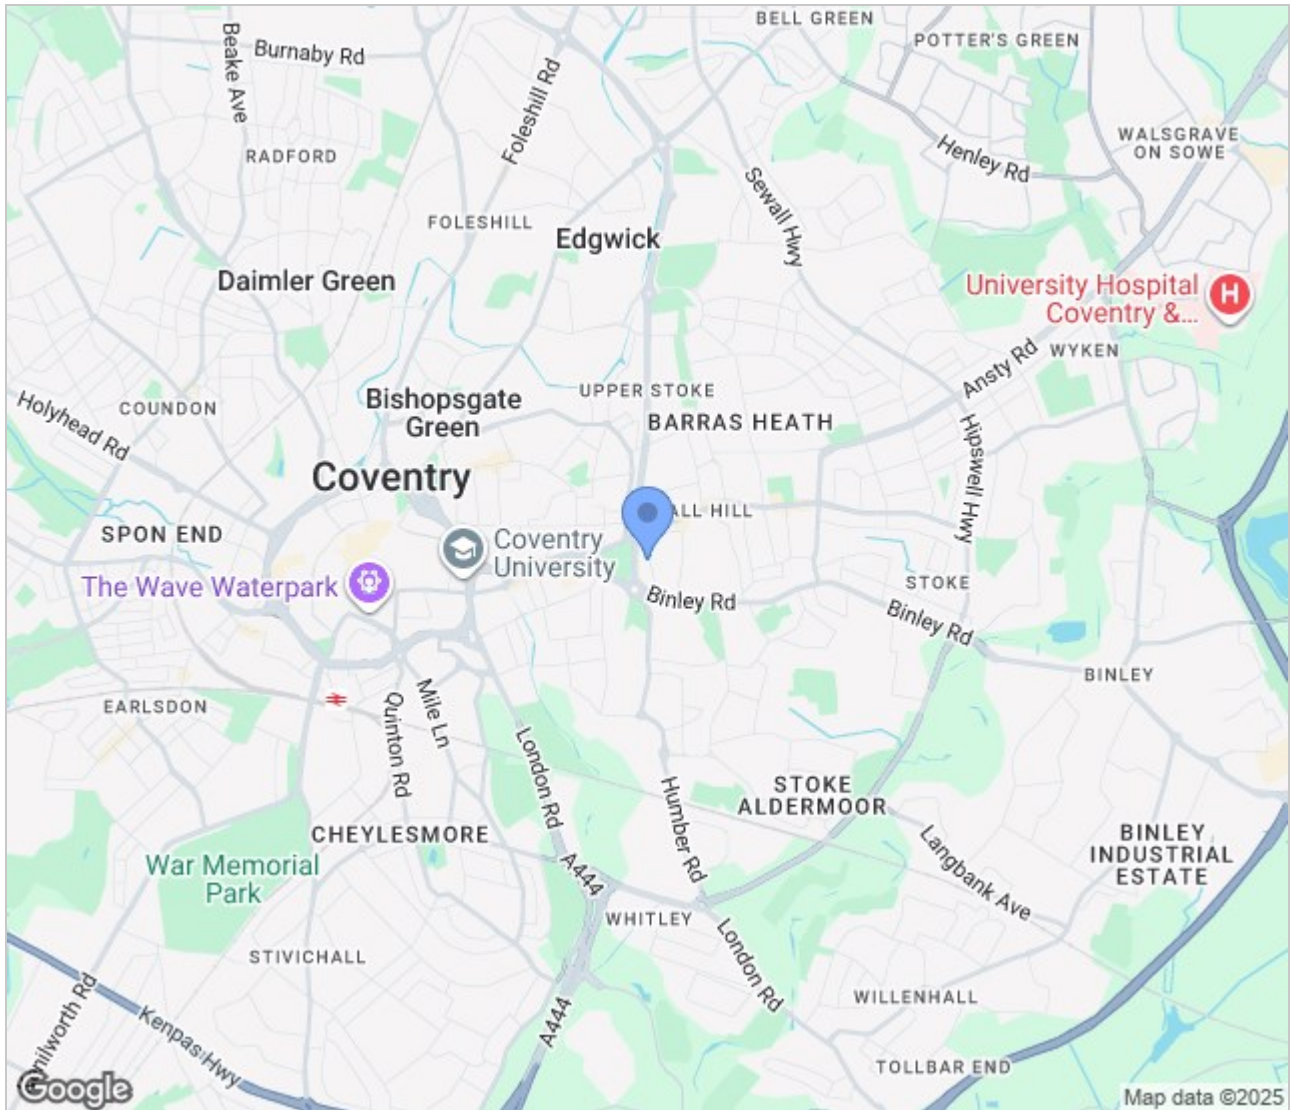 BELL GREEN
POTTER'S GREEN
Burnaby Rd
Beake Ave
Foleshill Rd
WALSGRAVE
ON SOWE
Henley Rd
RADFORD
Sewall Hwy
FOLESHILL
Edgwick
Daimler Green
University Hospital
Coventry &...
H
WYKEN
Ansty Rd
UPPER STOKE
Bishopsgate
Green
COUNDON
Holyhead Rd
BARRAS HEATH
Hipswell Hwy
Coventry
ALL HILL
SPON END
Coventry
University
The Wave Waterpark
STOKE
Binley Rd
Binley Rd
BINLEY
EARLSDON
Mile Ln
Quinton Rd
London Rd
STOKE
ALDERMOOR
Humber Rd
CHEYLESMORE
BINLEY
INDUSTRIAL
ESTATE
War Memorial
Park
A444
Langbank Ave
WHITLEY
STIVICHALL
London Rd
WILLENHALL
nilworth Rd
Kenpas Hwy
A444
TOLLBAR END
Google
Map data ©2025